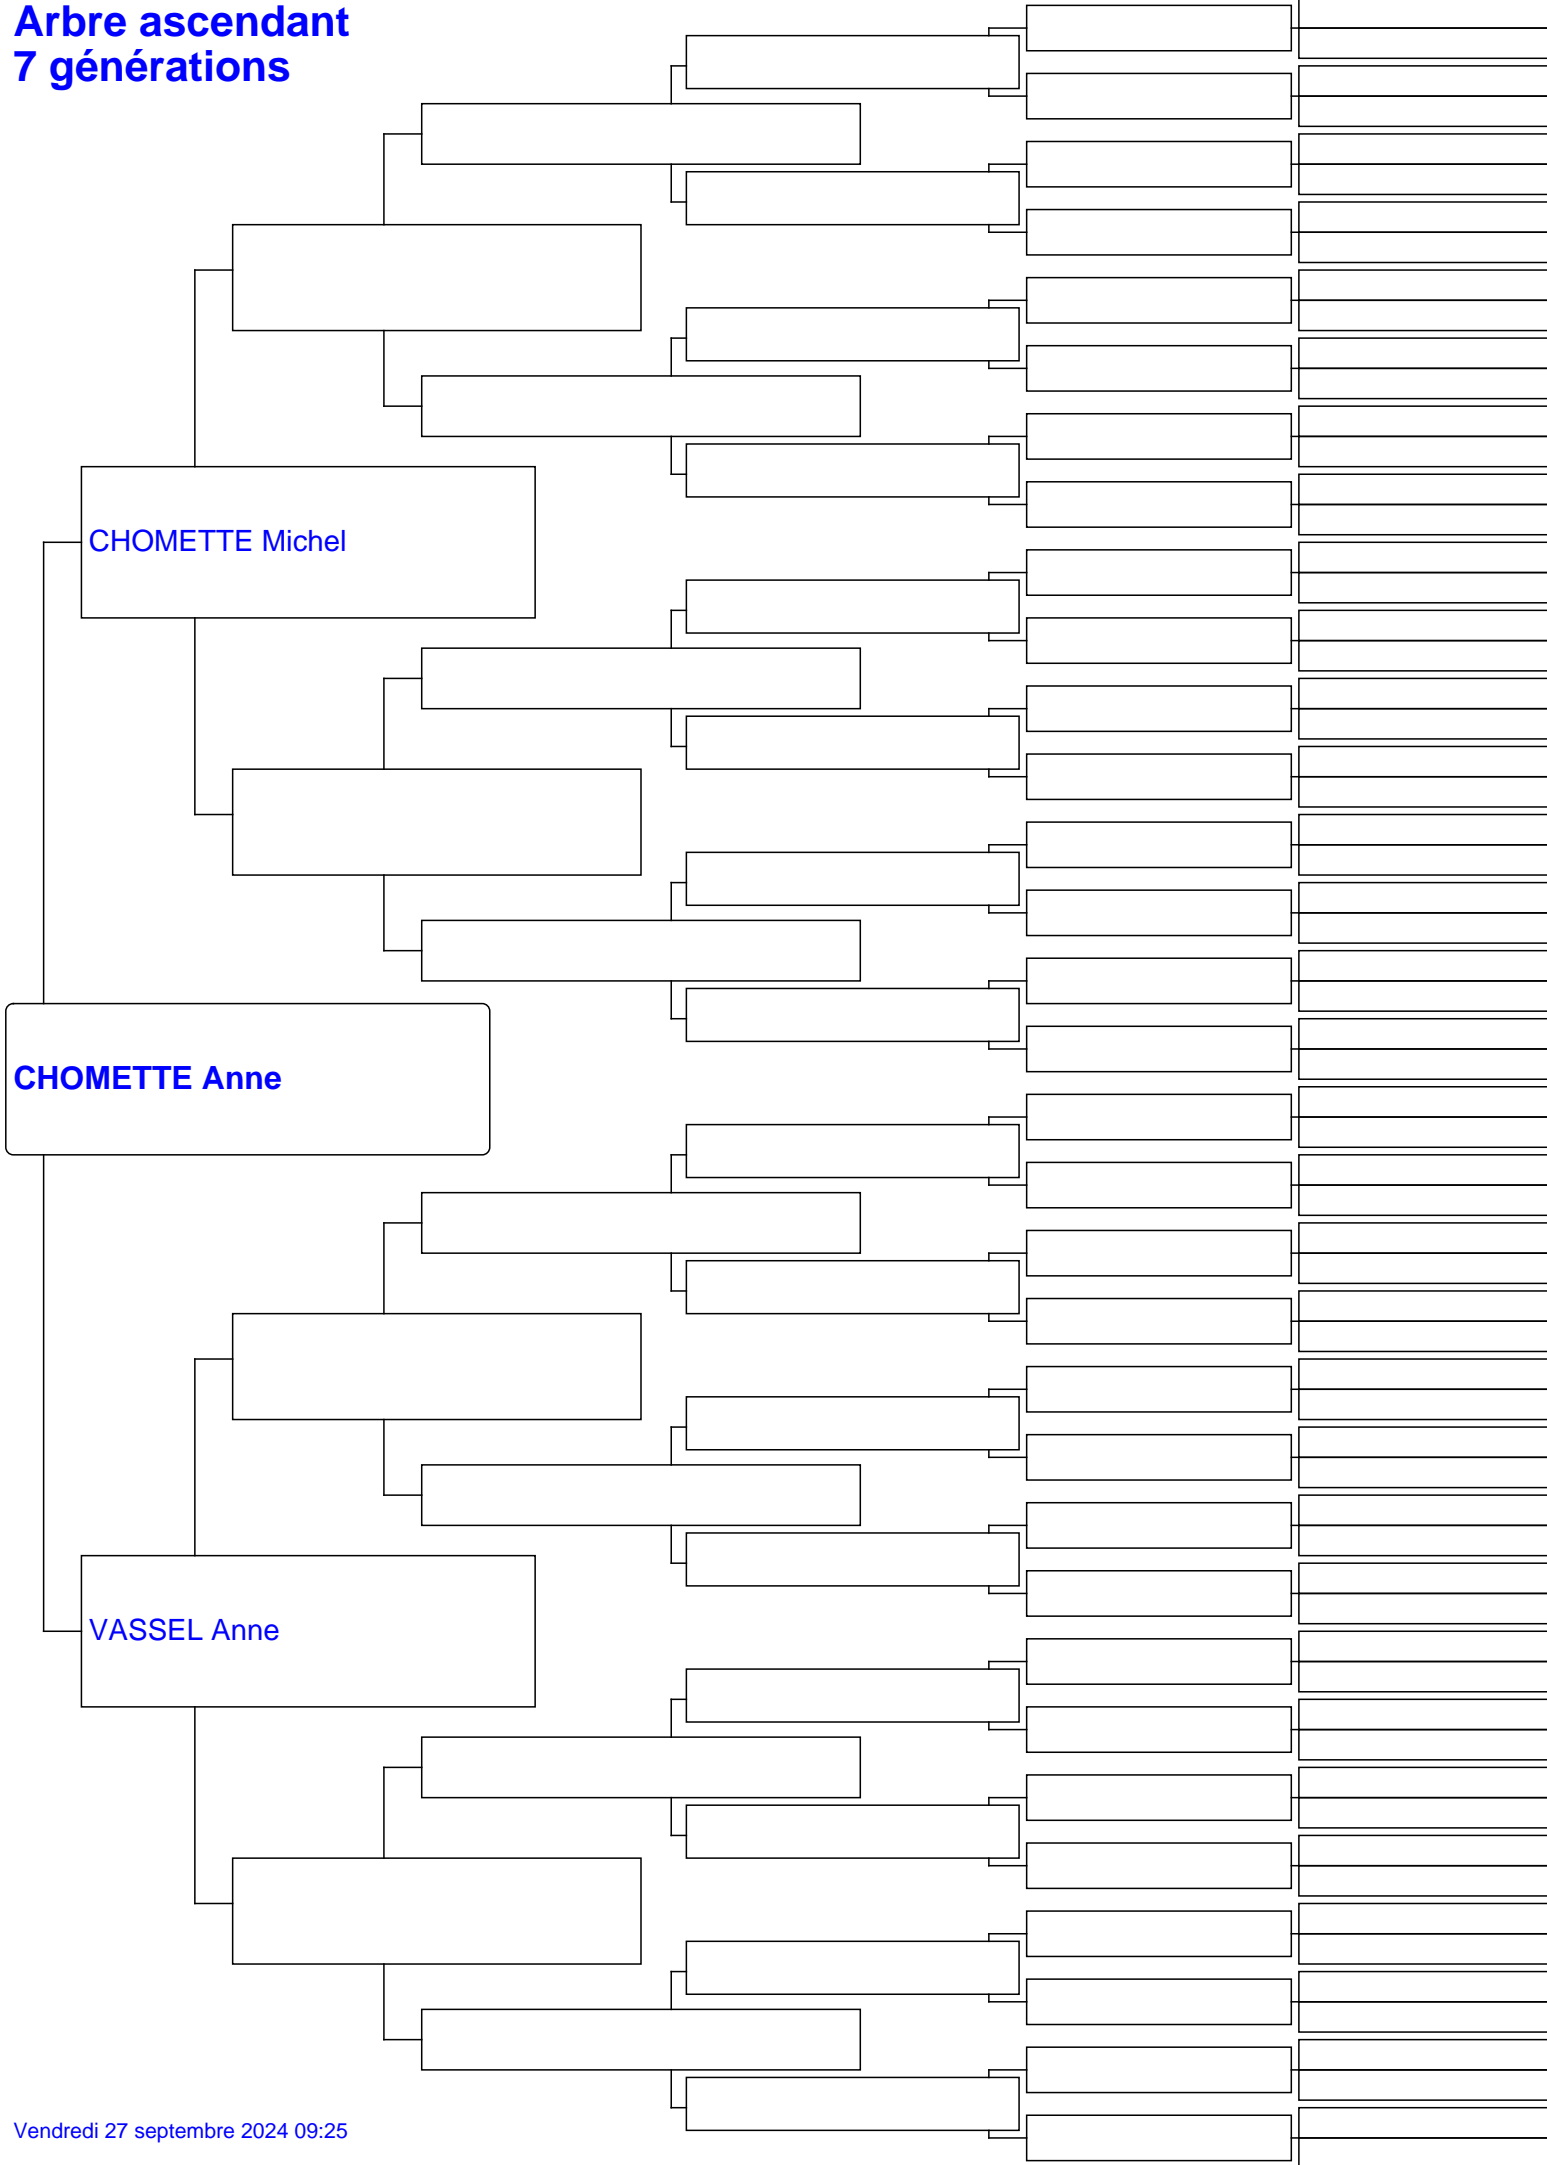 Arbre ascendant
7 générations
CHOMETTE Michel
CHOMETTE Anne
VASSEL Anne
Vendredi 27 septembre 2024 09:25